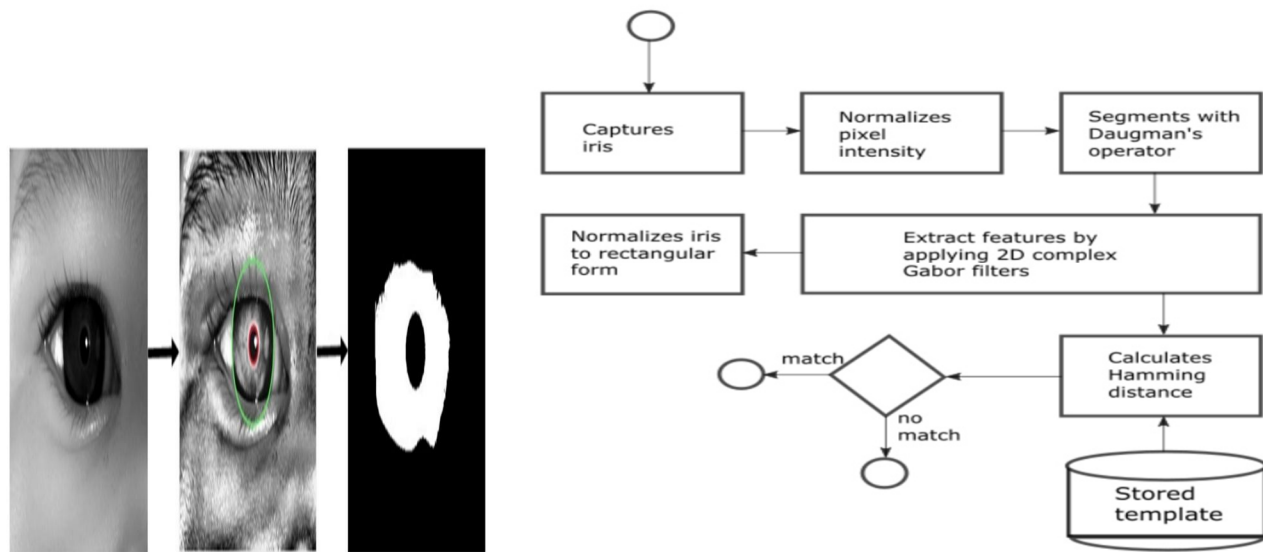 Captures
iris
Normalizes
pixel
intensity
Segments with
Daugman's
operator
Normalizes iris
to rectangular
form
Extract features by
applying 2D complex
Gabor filters
match
no
match
Calculates
Hamming
distance
Stored
template